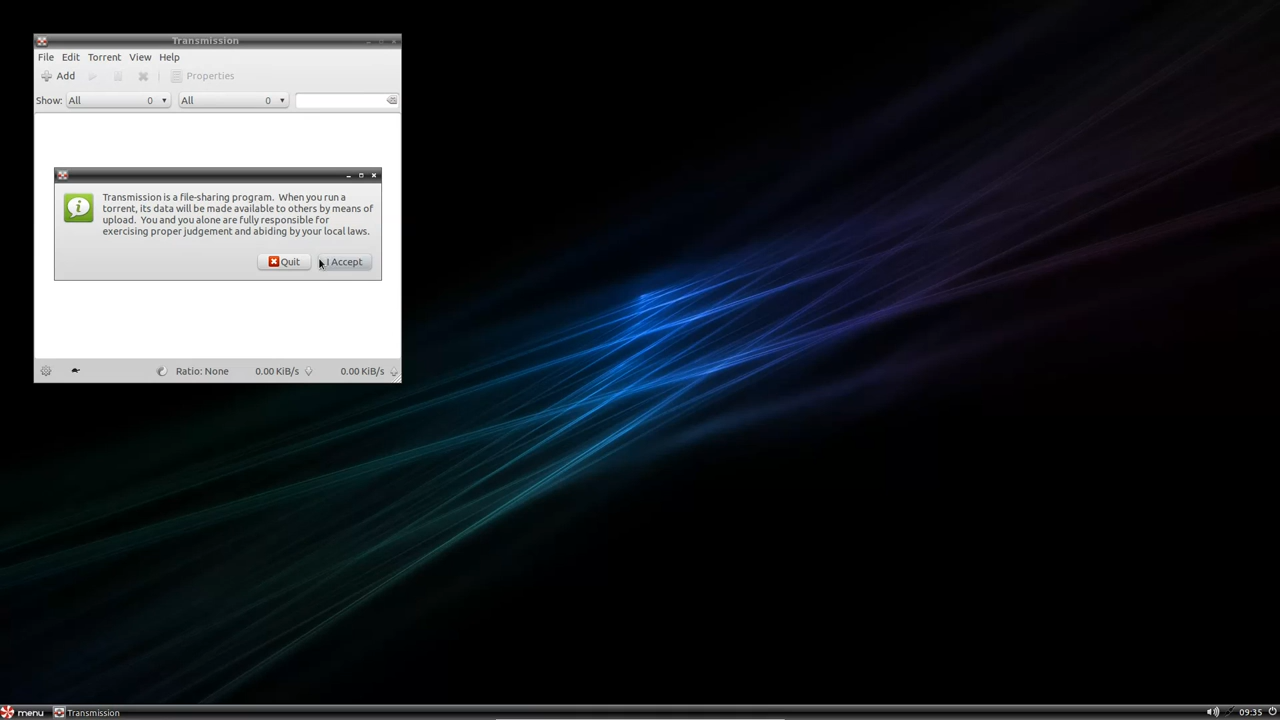 Transmission
File Edit Torrent View Help
Add Properties
Show: All 0 All 0
Transmission is a file-sharing program. When you run a
torrent, its data will be made available to others by means of
upload. You and you alone are fully responsible for
exercising proper judgement and abiding by your local laws.
Quit I Accept
Ratio: None 0.00 KiB/s 0.00 KiB/s
menu Transmission 09:35